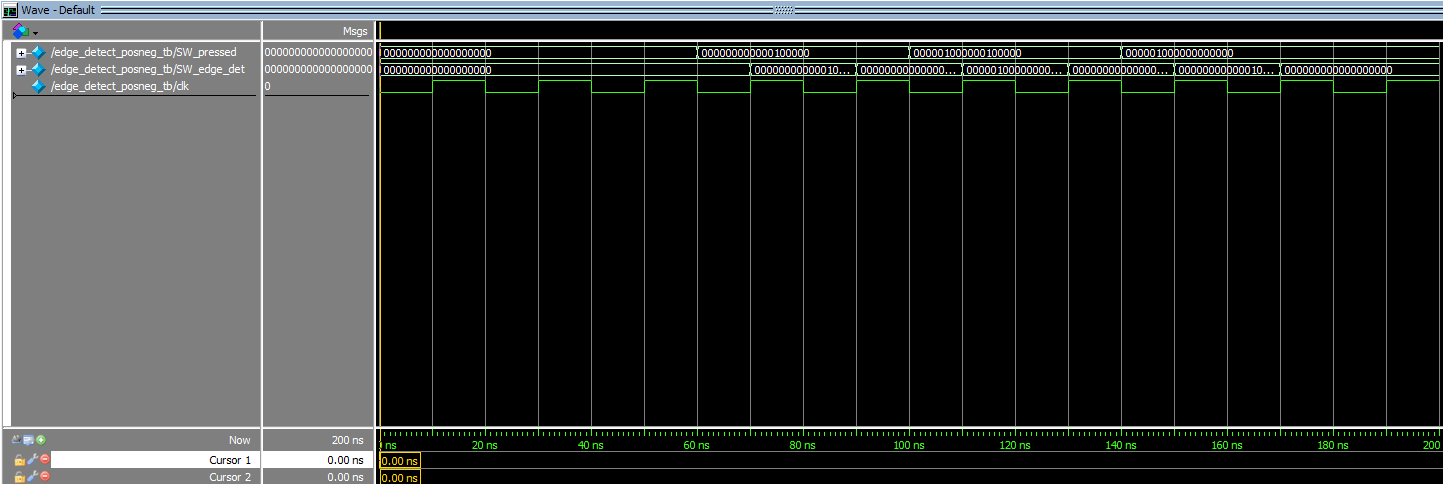 Wave - Default
Msgs
/edge_detect_posneg_tb/SW_pressed 000000000000000000 000000000000000000 000000000000100000 000001000000100000 000001000000000000
/edge_detect_posneg_tb/SW_edge_det 000000000000000000 000000000000000000 00000000000010... 00000000000000... 00000100000000... 00000000000000... 00000000000010... 000000000000000000
/edge_detect_posneg_tb/clk 0
Now 200 ns ns 20 ns 40 ns 60 ns 80 ns 100 ns 120 ns 140 ns 160 ns 180 ns 200
Cursor 1 0.00 ns 0.00 ns
Cursor 2 0.00 ns 0.00 ns